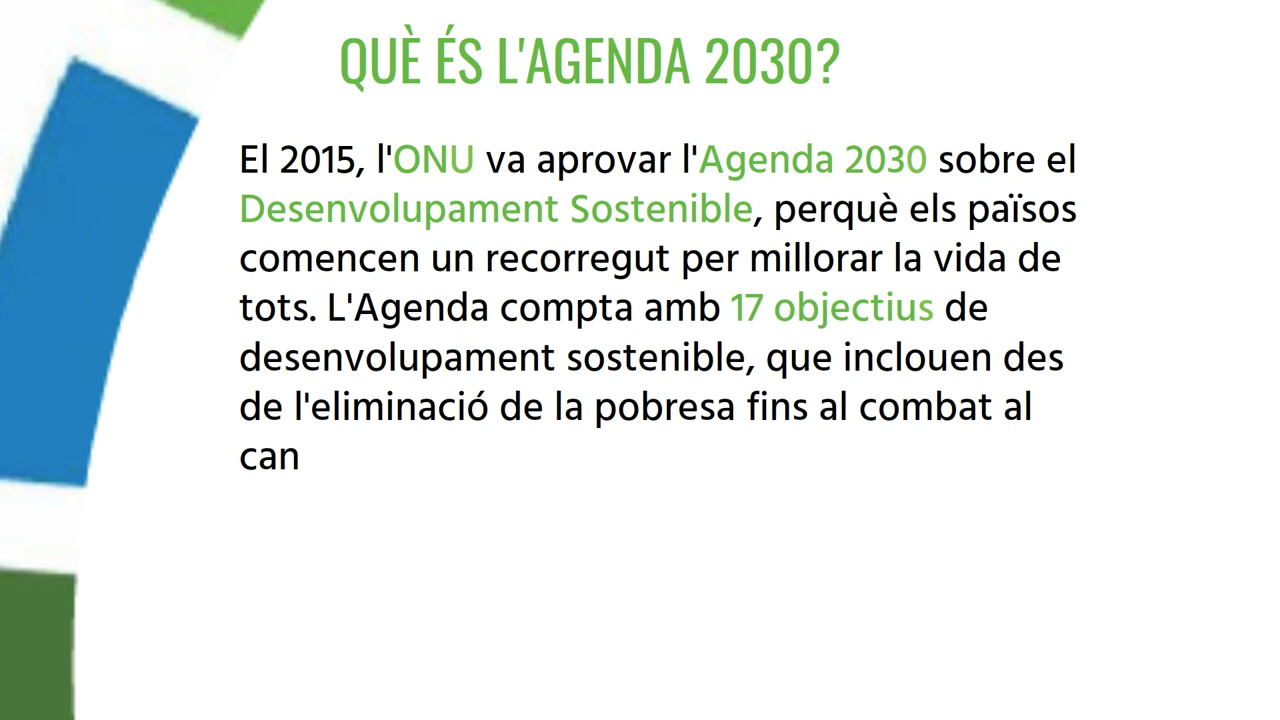 QUÈ ÉS L'AGENDA 2030?
El 2015, l'ONU va aprovar l'Agenda 2030 sobre el
Desenvolupament Sostenible, perquè els països
comencen un recorregut per millorar la vida de
tots. L'Agenda compta amb 17 objectius de
desenvolupament sostenible, que inclouen des
de l'eliminació de la pobresa fins al combat al
can